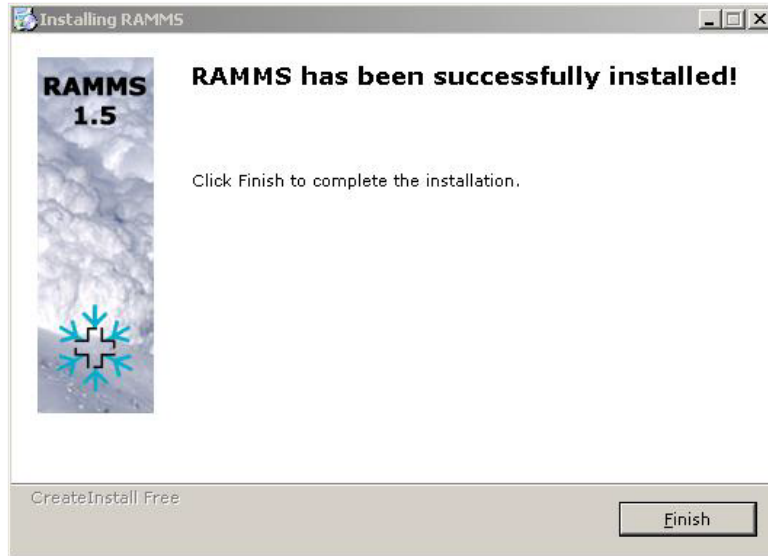 Installing RAMMS
RAMMS
1.5
RAMMS has been successfully installed!
Click Finish to complete the installation.
CreateInstall Free
Finish